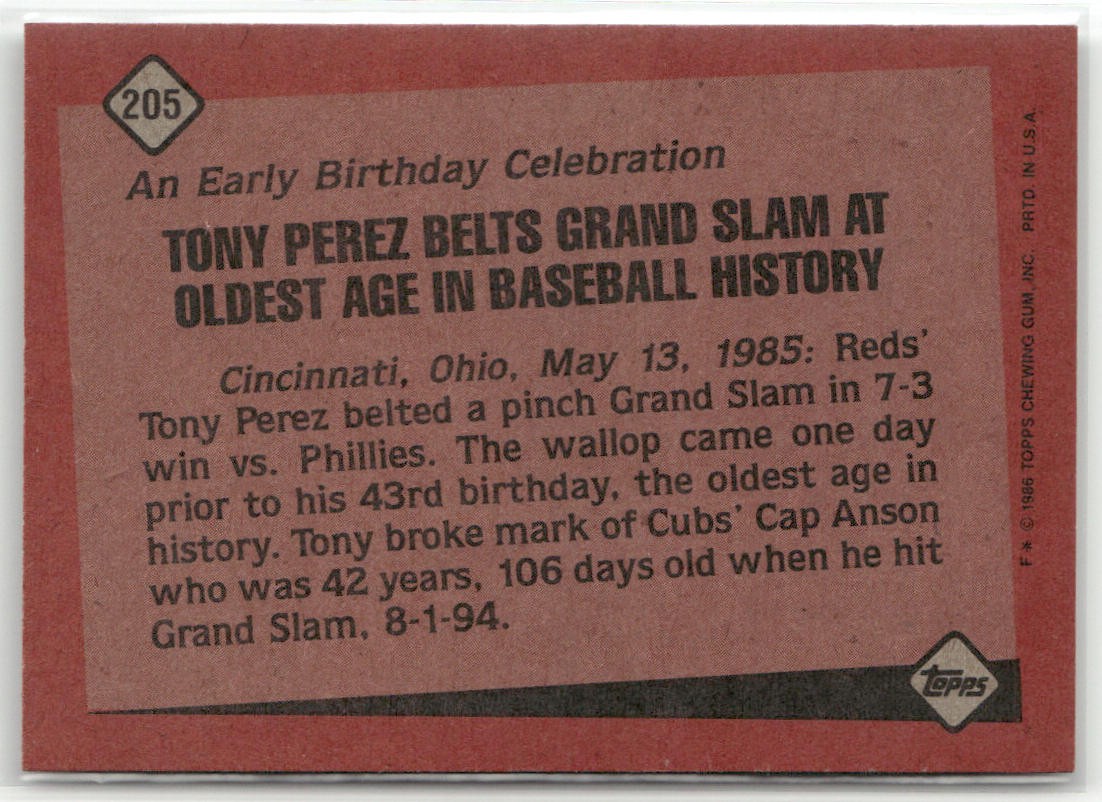 205
An Early Birthday Celebration
TONY PEREZ BELTS GRAND SLAM AT
OLDEST AGE IN BASEBALL HISTORY
Cincinnati, Ohio, May 13, 1985: Reds'
Tony Perez belted a pinch Grand Slam in 7-3
win vs. Phillies. The wallop came one day
prior to his 43rd birthday, the oldest age in
history. Tony broke mark of Cubs' Cap Anson
who was 42 years, 106 days old when he hit
Grand Slam, 8-1-94.
topps
F* © 1986 TOPPS CHEWING GUM, INC. PRTD. IN U.S.A.